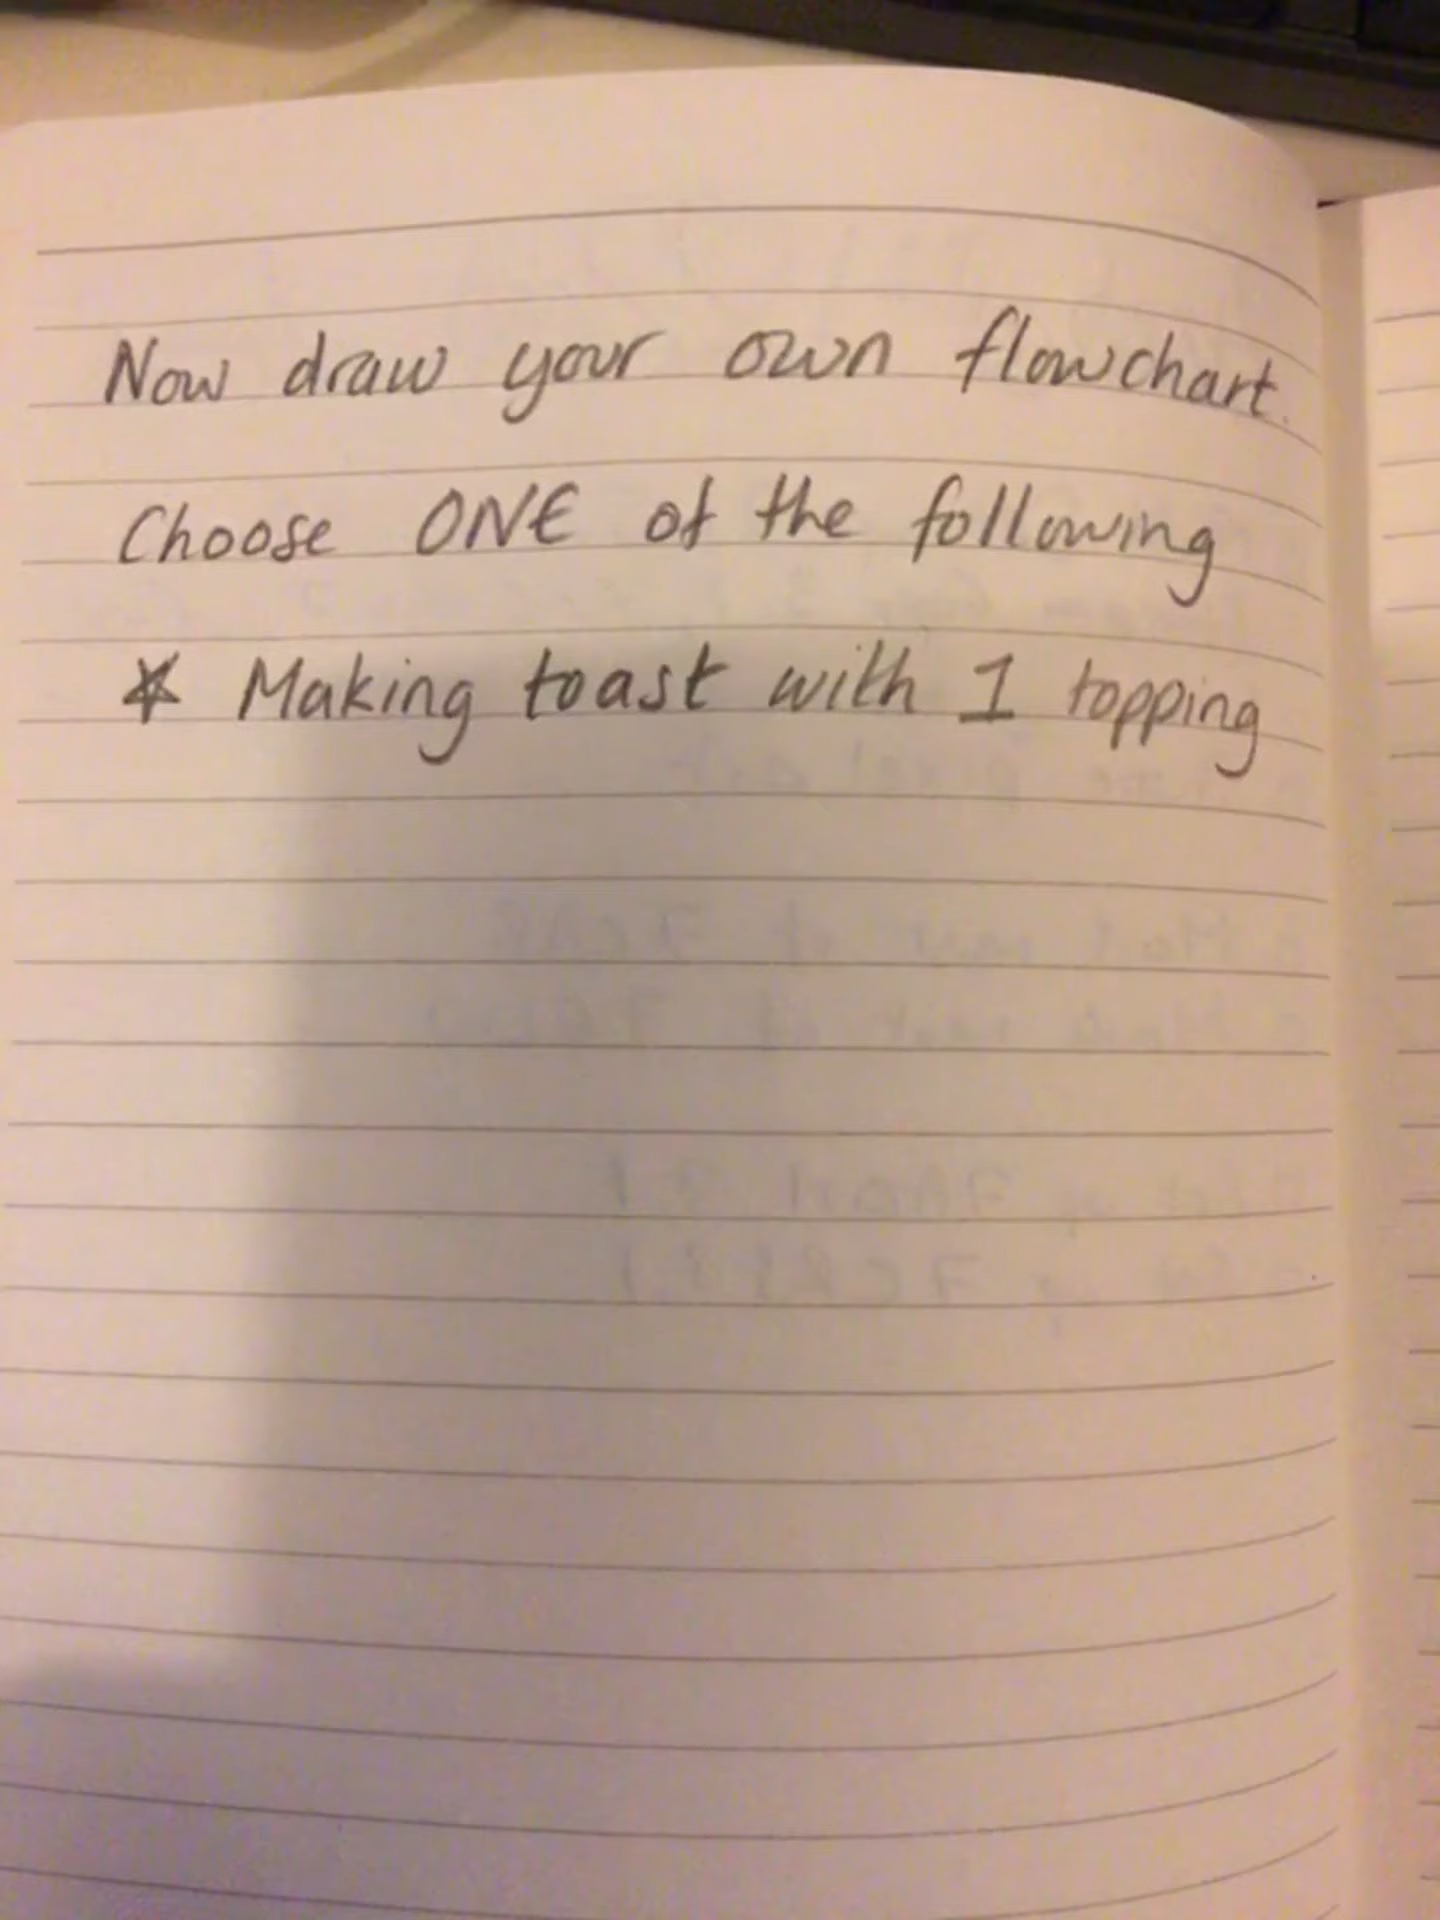 Now draw your own flowchart.
Choose ONE of the following
* Making toast with 1 topping